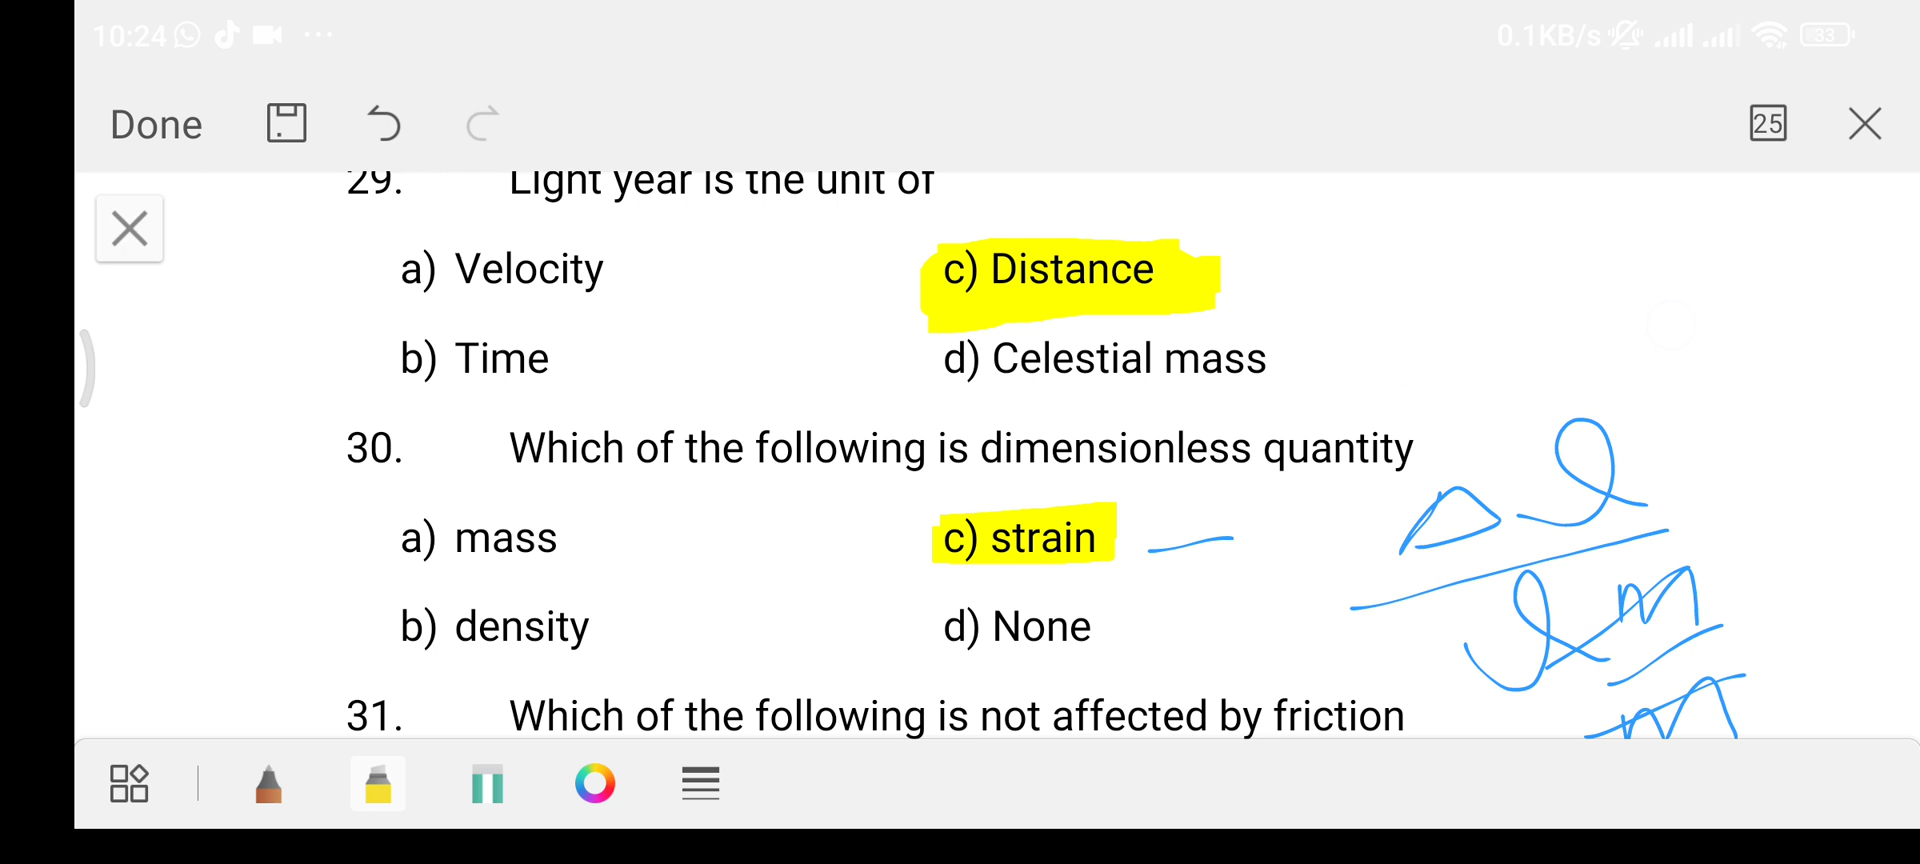 10:24 ... 0.1KB/s 33
Done 25
29. Light year is the unit of
a) Velocity c) Distance
b) Time d) Celestial mass
30. Which of the following is dimensionless quantity
Δl
a) mass c) strain
l m
b) density d) None
m
31. Which of the following is not affected by friction